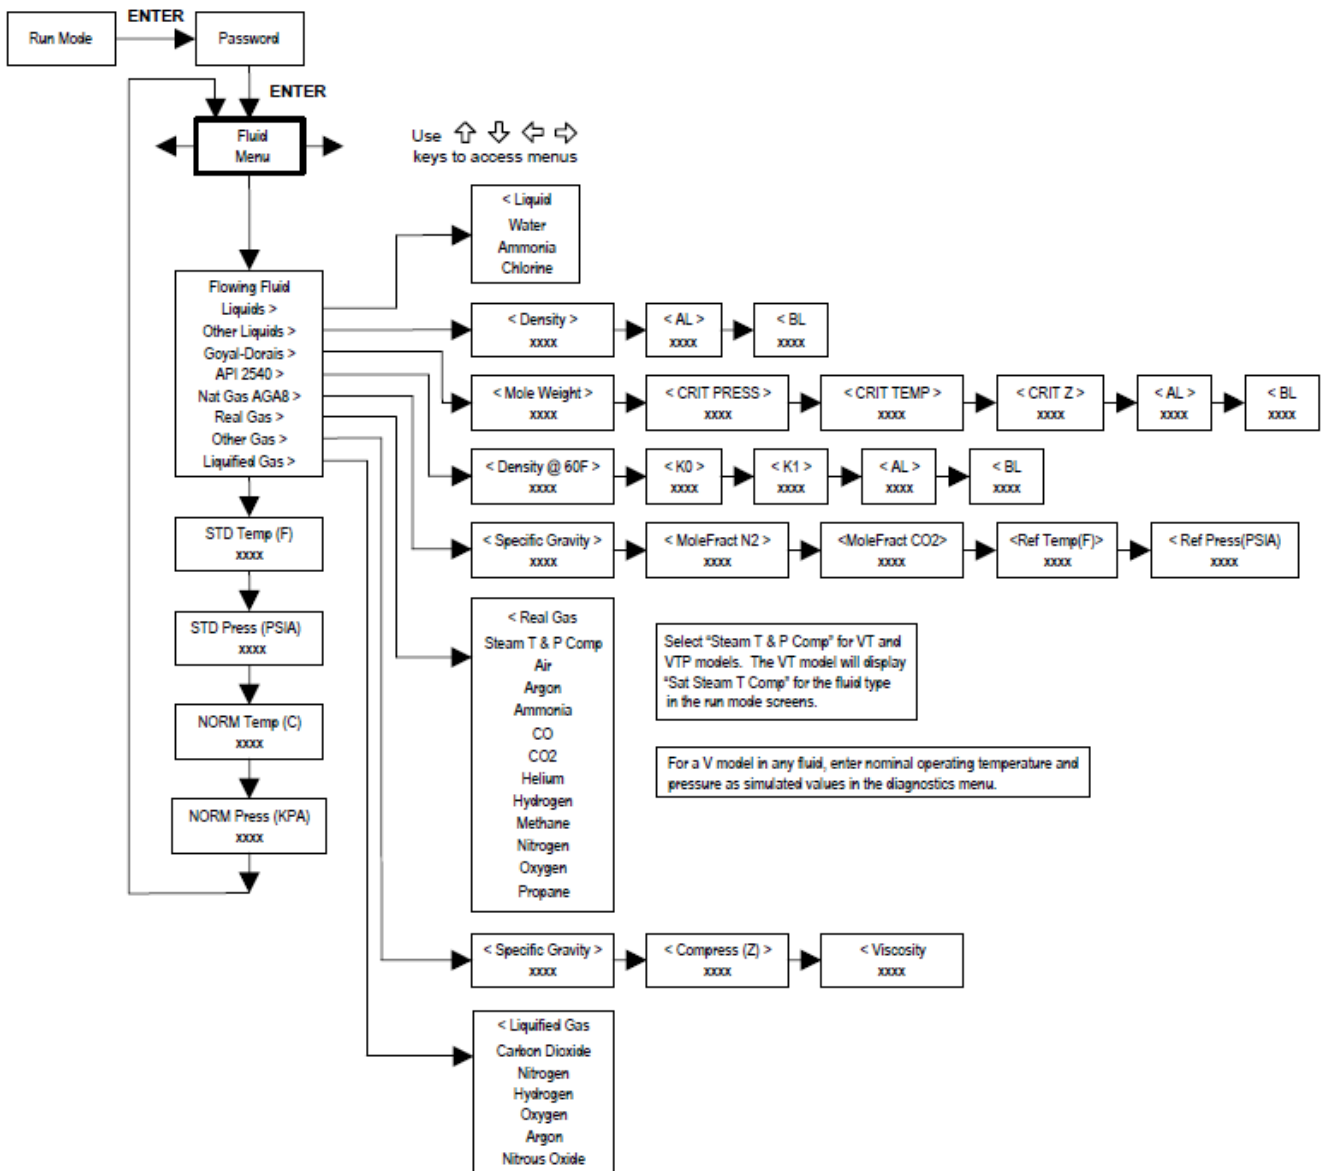 ENTER
Run Mode
Password
ENTER
Fluid
Menu
Use
keys to access menus
< Liquid
Water
Ammonia
Chlorine
Flowing Fluid
Liquids >
Other Liquids >
Goyal-Dorais >
API 2540 >
Nat Gas AGA8 >
Real Gas >
Other Gas >
Liquified Gas >
< Density >
xxxx
< AL >
xxxx
< BL
xxxx
< Mole Weight >
xxxx
< CRIT PRESS >
xxxx
< CRIT TEMP >
xxxx
< CRIT Z >
xxxx
< AL >
xxxx
< BL
xxxx
< Density @ 60F >
xxxx
< K0 >
xxxx
< K1 >
xxxx
< AL >
xxxx
< BL
xxxx
< Specific Gravity >
xxxx
< MoleFract N2 >
xxxx
<MoleFract CO2>
xxxx
<Ref Temp(F)>
xxxx
< Ref Press(PSIA)
xxxx
STD Temp (F)
xxxx
STD Press (PSIA)
xxxx
NORM Temp (C)
xxxx
NORM Press (KPA)
xxxx
< Real Gas
Steam T & P Comp
Air
Argon
Ammonia
CO
CO2
Helium
Hydrogen
Methane
Nitrogen
Oxygen
Propane
Select “Steam T & P Comp” for VT and
VTP models. The VT model will display
“Sat Steam T Comp” for the fluid type
in the run mode screens.
For a V model in any fluid, enter nominal operating temperature and
pressure as simulated values in the diagnostics menu.
< Specific Gravity >
xxxx
< Compress (Z) >
xxxx
< Viscosity
xxxx
< Liquified Gas
Carbon Dioxide
Nitrogen
Hydrogen
Oxygen
Argon
Nitrous Oxide